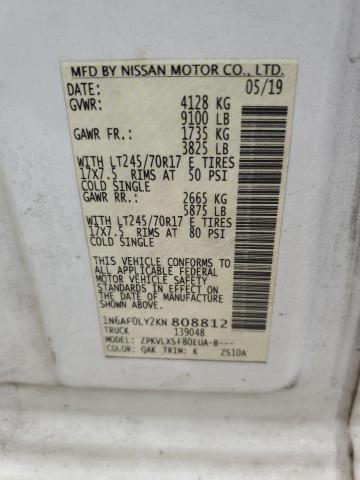 MFD BY NISSAN MOTOR CO., LTD.
DATE: 05/19
GVWR: 4128 KG
9100 LB
GAWR FR: 1735 KG
3825 LB
WITH LT245/70R17 E TIRES
17X7.5 RIMS AT 50 PSI
COLD SINGLE
GAWR RR: 2665 KG
5875 LB
WITH LT245/70R17 E TIRES
17X7.5 RIMS AT 80 PSI
COLD SINGLE
THIS VEHICLE CONFORMS TO
ALL APPLICABLE FEDERAL
MOTOR VEHICLE SAFETY
STANDARDS IN EFFECT ON
THE DATE OF MANUFACTURE
SHOWN ABOVE.
1N6AF0LY2KN 808812
TRUCK 139048
MODEL: ZPKVLXSF80EUA-B---
COLOR: QAK TRIM: K ZS10A